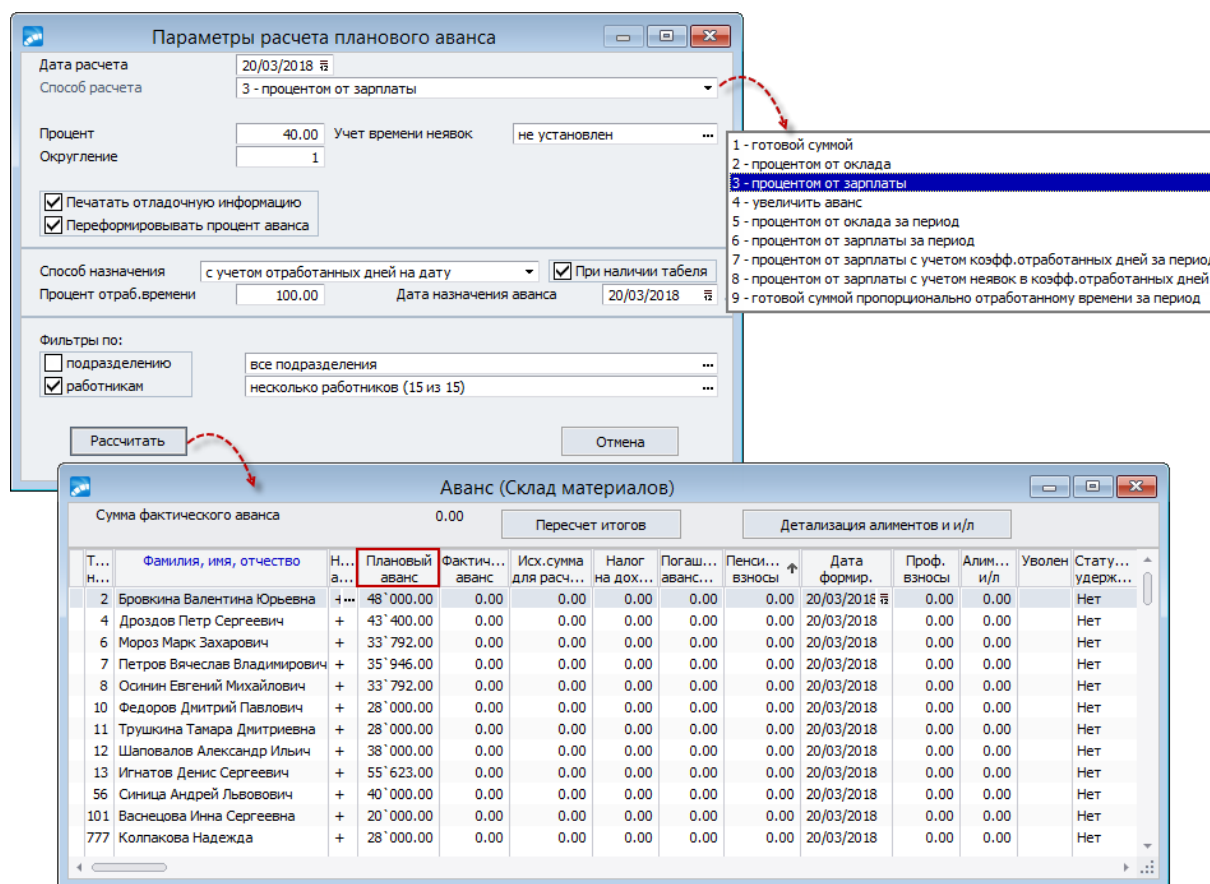 Параметры расчета планового аванса
Дата расчета 20/03/2018
Способ расчета 3 - процентом от зарплаты
Процент 40.00 Учет времени неявок не установлен ...
Округление 1
Печатать отладочную информацию
Переформировывать процент аванса
Способ назначения с учетом отработанных дней на дату При наличии табеля
Процент отраб.времени 100.00 Дата назначения аванса 20/03/2018
Фильтры по:
подразделению все подразделения ...
работникам несколько работников (15 из 15) ...
Рассчитать Отмена
1 - готовой суммой
2 - процентом от оклада
3 - процентом от зарплаты
4 - увеличить аванс
5 - процентом от оклада за период
6 - процентом от зарплаты за период
7 - процентом от зарплаты с учетом коэфф.отработанных дней за период
8 - процентом от зарплаты с учетом неявок в коэфф.отработанных дней
9 - готовой суммой пропорционально отработанному времени за период
Аванс (Склад материалов)
Сумма фактического аванса 0.00 Пересчет итогов Детализация алиментов и и/л
Т... Фамилия, имя, отчество Н... Плановый Фактич... Исх.сумма Налог Погаш... Пенси... Дата Проф. Алим... Уволен Стату...
н... а... аванс аванс для расч... на дох... аванс... взносы формир. взносы и/л удерж...
2 Бровкина Валентина Юрьевна + ... 48`000.00 0.00 0.00 0.00 0.00 0.00 20/03/2018 0.00 0.00 Нет
4 Дроздов Петр Сергеевич + 43`400.00 0.00 0.00 0.00 0.00 0.00 20/03/2018 0.00 0.00 Нет
6 Мороз Марк Захарович + 33`792.00 0.00 0.00 0.00 0.00 0.00 20/03/2018 0.00 0.00 Нет
7 Петров Вячеслав Владимирович + 35`946.00 0.00 0.00 0.00 0.00 0.00 20/03/2018 0.00 0.00 Нет
8 Осинин Евгений Михайлович + 33`792.00 0.00 0.00 0.00 0.00 0.00 20/03/2018 0.00 0.00 Нет
10 Федоров Дмитрий Павлович + 28`000.00 0.00 0.00 0.00 0.00 0.00 20/03/2018 0.00 0.00 Нет
11 Трушкина Тамара Дмитриевна + 28`000.00 0.00 0.00 0.00 0.00 0.00 20/03/2018 0.00 0.00 Нет
12 Шаповалов Александр Ильич + 38`000.00 0.00 0.00 0.00 0.00 0.00 20/03/2018 0.00 0.00 Нет
13 Игнатов Денис Сергеевич + 55`623.00 0.00 0.00 0.00 0.00 0.00 20/03/2018 0.00 0.00 Нет
56 Синица Андрей Львовович + 40`000.00 0.00 0.00 0.00 0.00 0.00 20/03/2018 0.00 0.00 Нет
101 Васнецова Инна Сергеевна + 20`000.00 0.00 0.00 0.00 0.00 0.00 20/03/2018 0.00 0.00 Нет
777 Колпакова Надежда + 28`000.00 0.00 0.00 0.00 0.00 0.00 20/03/2018 0.00 0.00 Нет